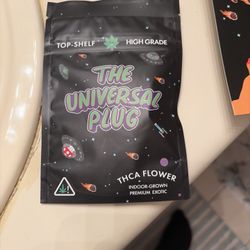 TOP-SHELF HIGH GRADE
THE
UNIVERSAL
PLUG
THCA FLOWER
INDOOR-GROWN
PREMIUM EXOTIC